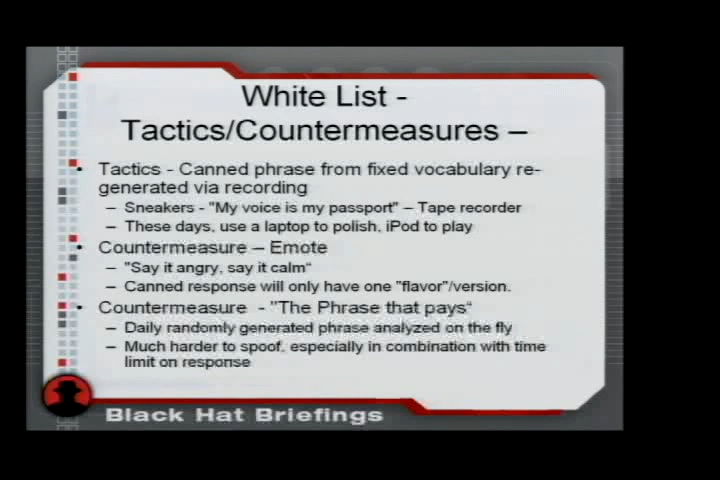 White List -
Tactics/Countermeasures –
• Tactics - Canned phrase from fixed vocabulary re-
generated via recording
– Sneakers - "My voice is my passport" – Tape recorder
– These days, use a laptop to polish, iPod to play
• Countermeasure – Emote
– "Say it angry, say it calm“
– Canned response will only have one "flavor"/version.
• Countermeasure - "The Phrase that pays“
– Daily randomly generated phrase analyzed on the fly
– Much harder to spoof, especially in combination with time
limit on response
Black Hat Briefings